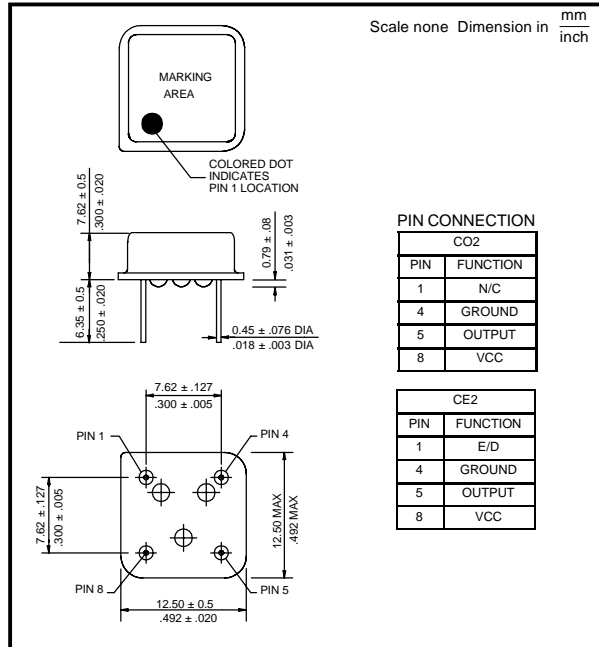 Scale none Dimension in mm
inch
MARKING
AREA
COLORED DOT
INDICATES
PIN 1 LOCATION
7.62 ± 0.5
.300 ± .020
6.35 ± 0.5
.250 ± .020
0.79 ± .08
.031 ± .003
0.45 ± .076 DIA
.018 ± .003 DIA
7.62 ± .127
.300 ± .005
PIN 1
PIN 4
7.62 ± .127
.300 ± .005
12.50 MAX
.492 MAX
PIN 8
PIN 5
12.50 ± 0.5
.492 ± .020
PIN CONNECTION
CO2
PIN FUNCTION
1 N/C
4 GROUND
5 OUTPUT
8 VCC
CE2
PIN FUNCTION
1 E/D
4 GROUND
5 OUTPUT
8 VCC